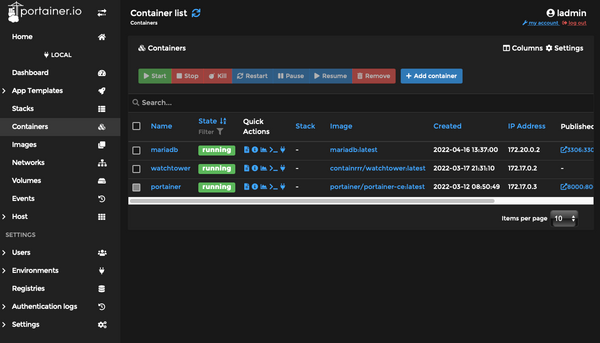 portainer.io
Container list
Containers
ladmin
my account log out
Home
LOCAL
Dashboard
App Templates
Stacks
Containers
Images
Networks
Volumes
Events
Host
SETTINGS
Users
Environments
Registries
Authentication logs
Settings
Containers
Columns Settings
Start Stop Kill Restart Pause Resume Remove + Add container
Search...
Name State Filter Quick Actions Stack Image Created IP Address Published
mariadb running - mariadb:latest 2022-04-16 13:37:00 172.20.0.2 3306:330
watchtower running - containrrr/watchtower:latest 2022-03-17 21:31:10 172.17.0.2 -
portainer running - portainer/portainer-ce:latest 2022-03-12 08:50:49 172.17.0.3 8000:80
Items per page 10